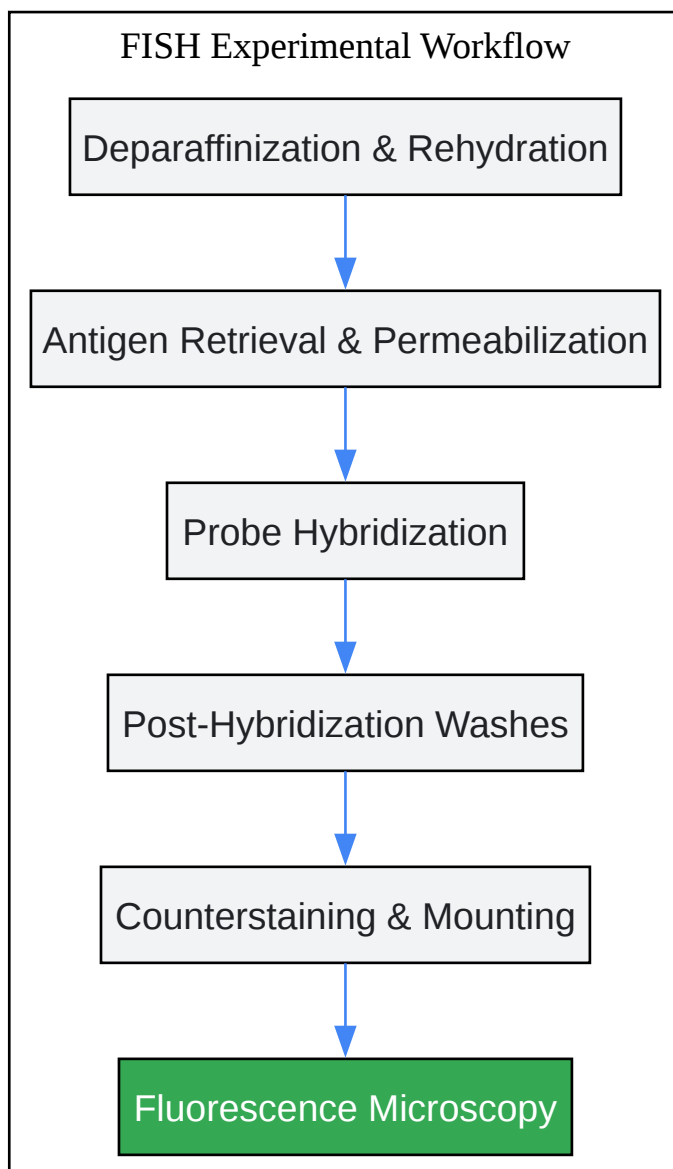 FISH Experimental Workflow
Deparaffinization & Rehydration
Antigen Retrieval & Permeabilization
Probe Hybridization
Post-Hybridization Washes
Counterstaining & Mounting
Fluorescence Microscopy